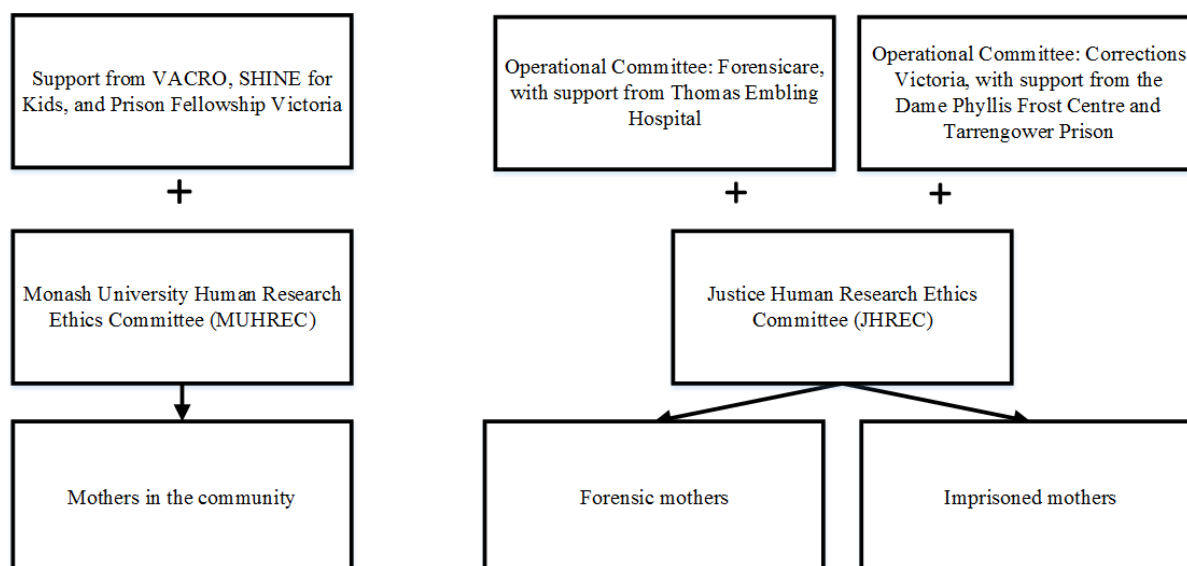 Support from VACRO, SHINE for
Kids, and Prison Fellowship Victoria
Operational Committee: Forensicare,
with support from Thomas Embling
Hospital
Operational Committee: Corrections
Victoria, with support from the
Dame Phyllis Frost Centre and
Tarrengower Prison
+
+
+
Monash University Human Research
Ethics Committee (MUHREC)
Justice Human Research Ethics
Committee (JHREC)
Mothers in the community
Forensic mothers
Imprisoned mothers